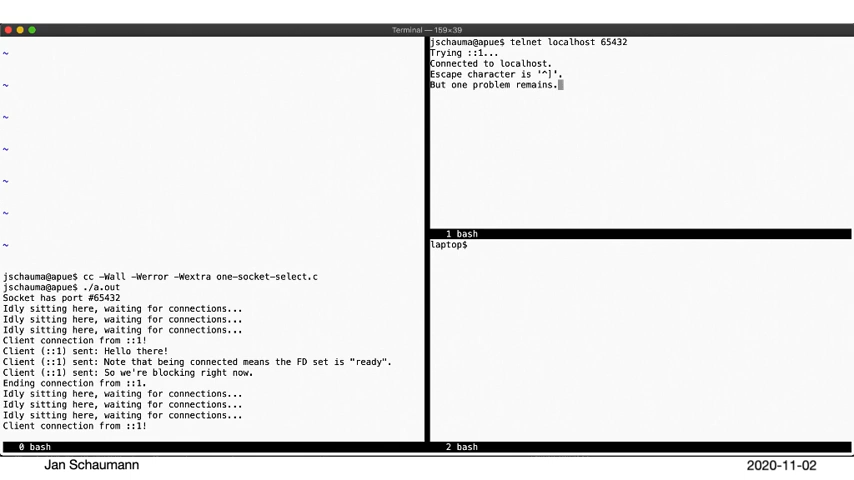 Terminal — 159×39
~
~
~
~
~
~
~
jschauma@apue$ cc -Wall -Werror -Wextra one-socket-select.c
jschauma@apue$ ./a.out
Socket has port #65432
Idly sitting here, waiting for connections...
Idly sitting here, waiting for connections...
Idly sitting here, waiting for connections...
Client connection from ::1!
Client (::1) sent: Hello there!
Client (::1) sent: Note that being connected means the FD set is "ready".
Client (::1) sent: So we're blocking right now.
Ending connection from ::1.
Idly sitting here, waiting for connections...
Idly sitting here, waiting for connections...
Idly sitting here, waiting for connections...
Client connection from ::1!
0 bash
jschauma@apue$ telnet localhost 65432
Trying ::1...
Connected to localhost.
Escape character is '^]'.
But one problem remains.
1 bash
laptop$
2 bash
Jan Schaumann
2020-11-02